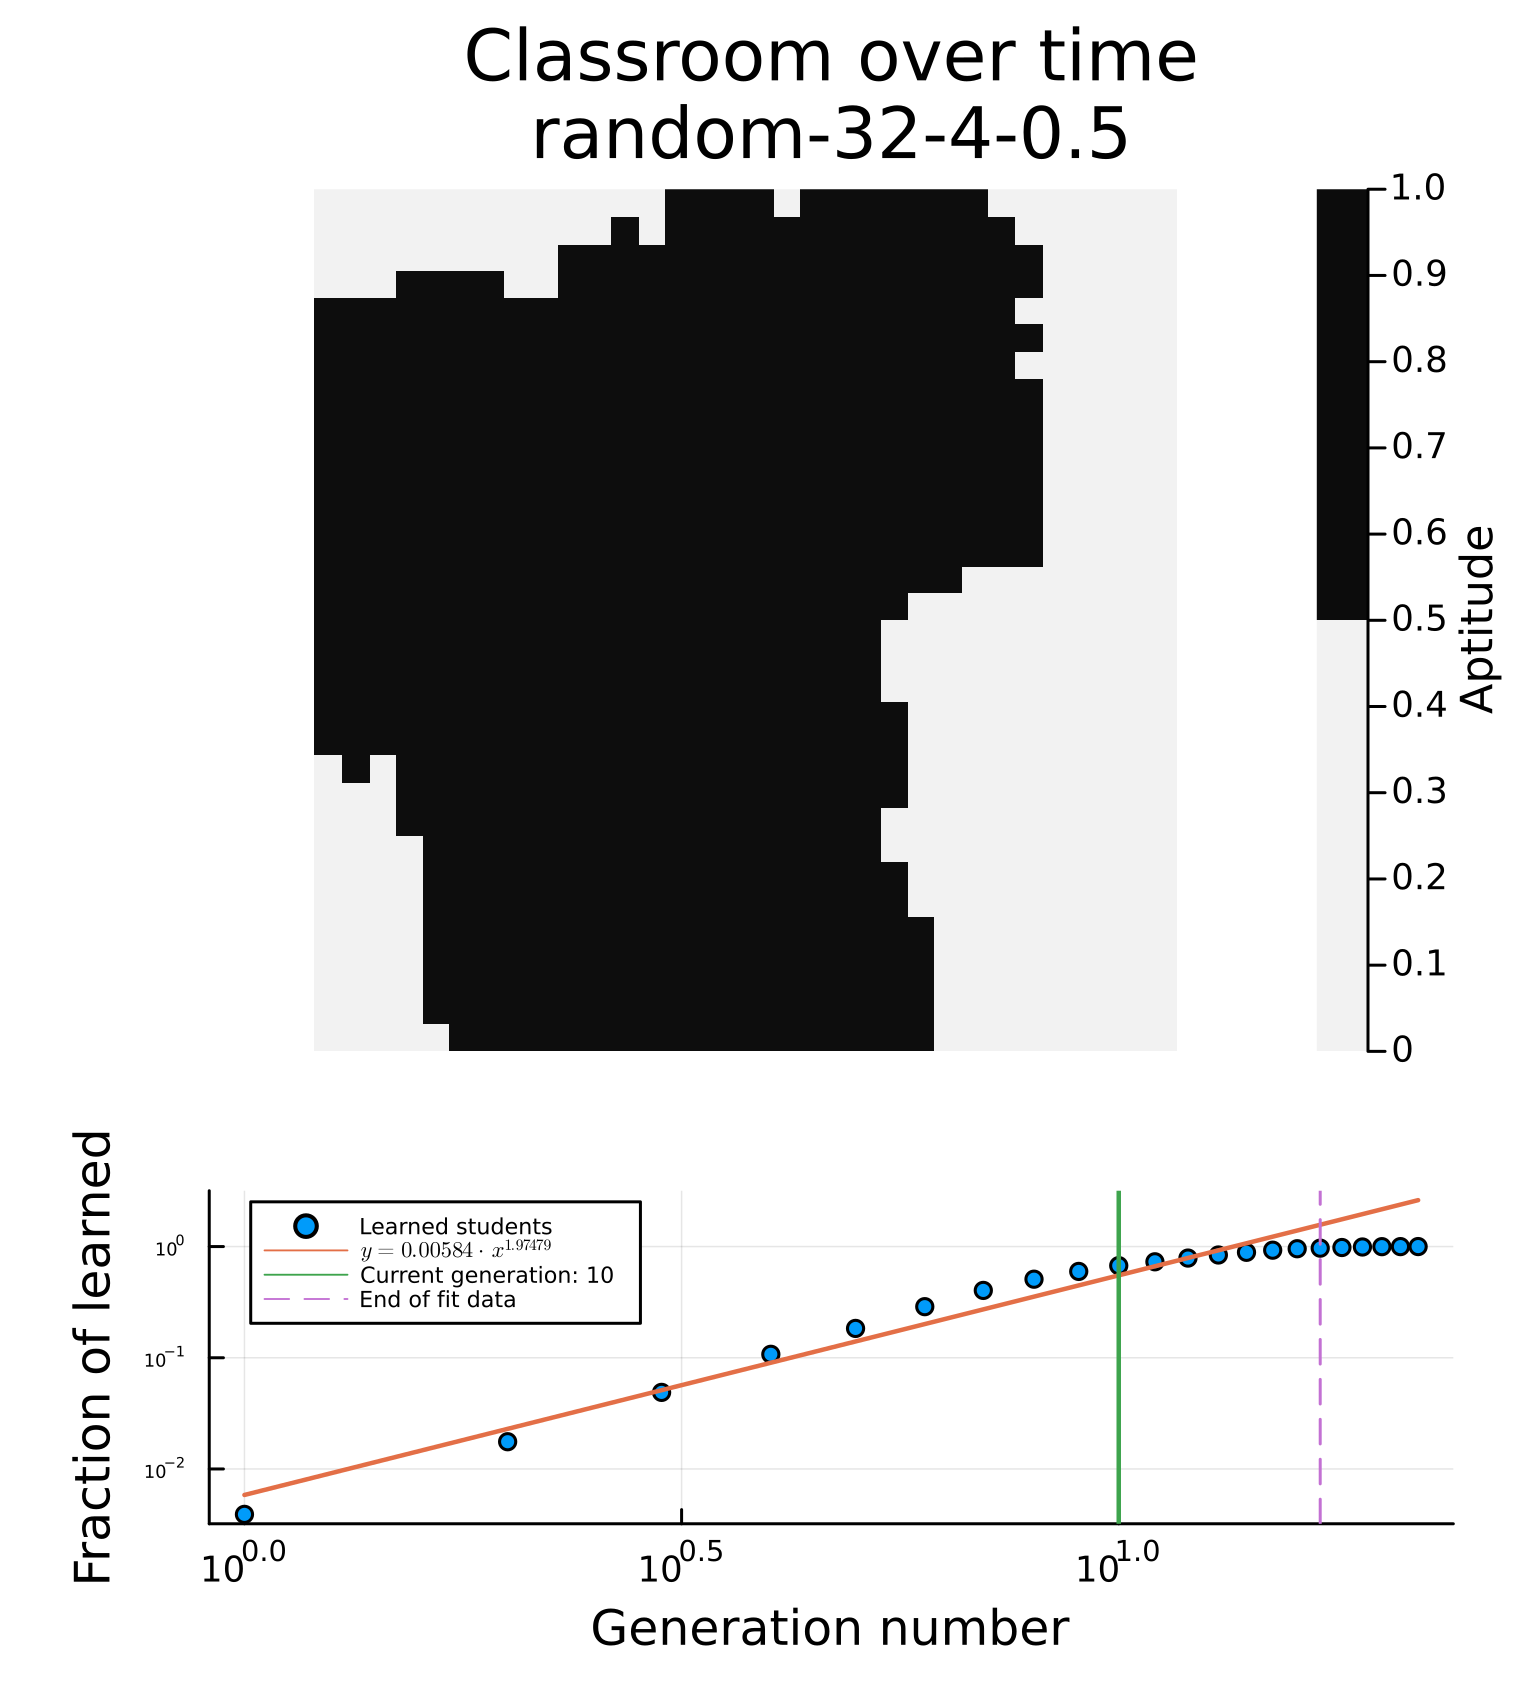 Classroom over time
random-32-4-0.5
1.0
0.9
0.8
0.7
0.6
0.5
0.4
0.3
0.2
0.1
0
Aptitude
Fraction of learned
10^0
10^−1
10^−2
Learned students
y = 0.00584 · x^1.97479
Current generation: 10
End of fit data
10^0.0
10^0.5
10^1.0
Generation number